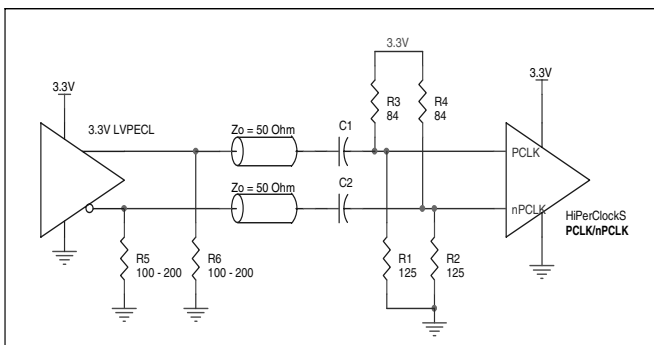 3.3V
3.3V
3.3V
3.3V LVPECL
R3
84
R4
84
Zo = 50 Ohm
C1
PCLK
Zo = 50 Ohm
C2
nPCLK
HiPerClockS
PCLK/nPCLK
R5
100 - 200
R6
100 - 200
R1
125
R2
125